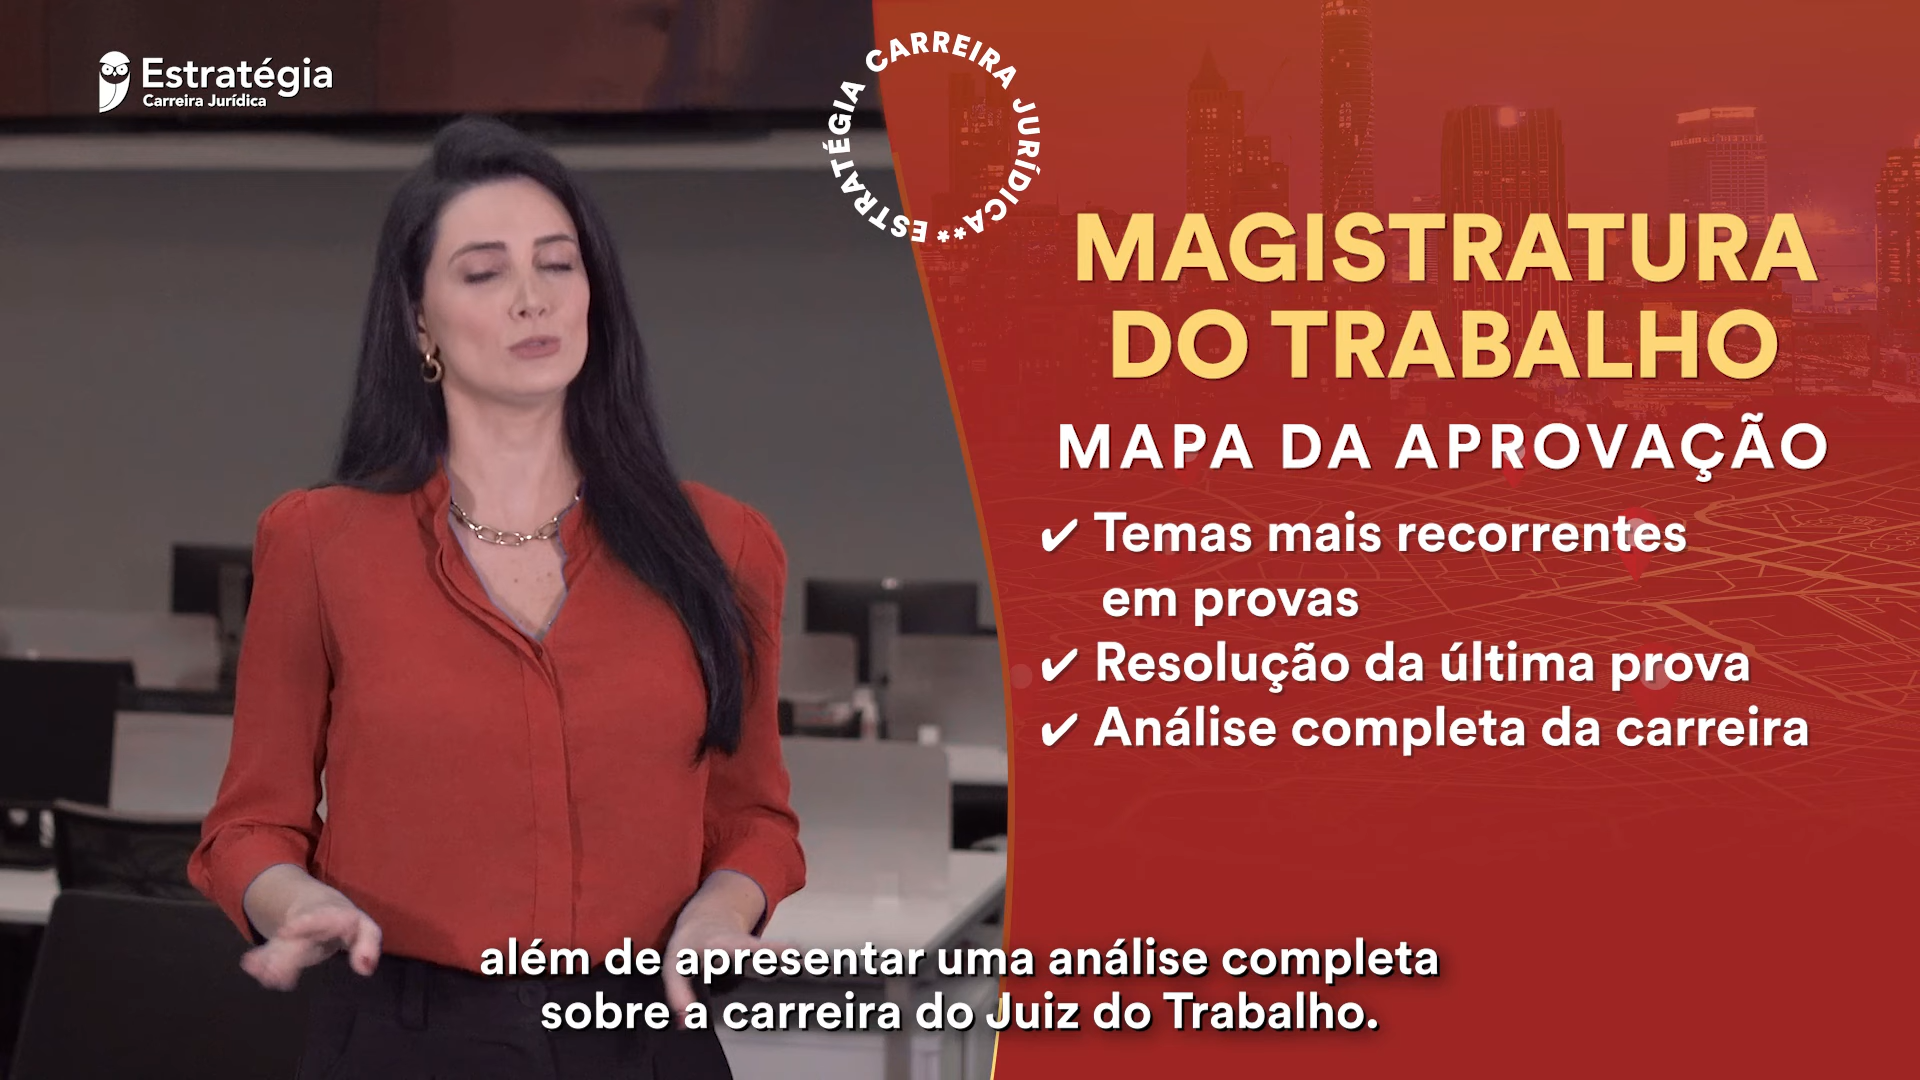 Estratégia
Carreira Jurídica
ESTRATÉGIA CARREIRA JURÍDICA**
MAGISTRATURA
DO TRABALHO
MAPA DA APROVAÇÃO
✔ Temas mais recorrentes
em provas
✔ Resolução da última prova
✔ Análise completa da carreira
além de apresentar uma análise completa
sobre a carreira do Juiz do Trabalho.